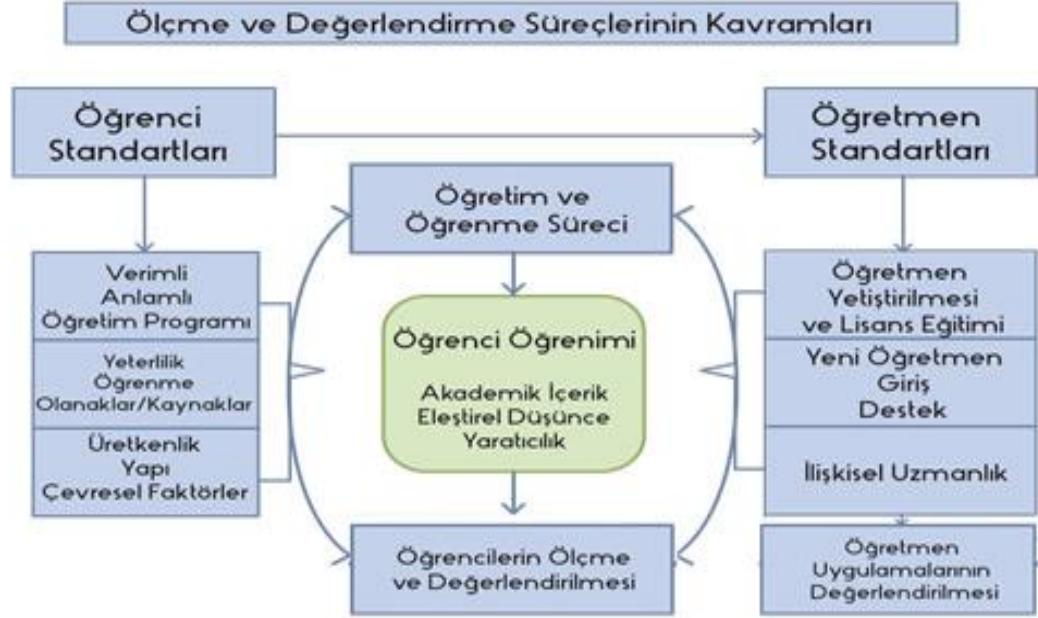 Ölçme ve Değerlendirme Süreçlerinin Kavramları
Öğrenci
Standartları
Öğretmen
Standartları
Öğretim ve
Öğrenme Süreci
Verimli
Anlamlı
Öğretim Programı
Yeterlilik
Öğrenme
Olanaklar/Kaynaklar
Üretkenlik
Yapı
Çevresel Faktörler
Öğrenci Öğrenimi
Akademik İçerik
Eleştirel Düşünce
Yaratıcılık
Öğrencilerin Ölçme
ve Değerlendirilmesi
Öğretmen
Yetiştirilmesi
ve Lisans Eğitimi
Yeni Öğretmen
Giriş
Destek
İlişkisel Uzmanlık
Öğretmen
Uygulamalarının
Değerlendirilmesi